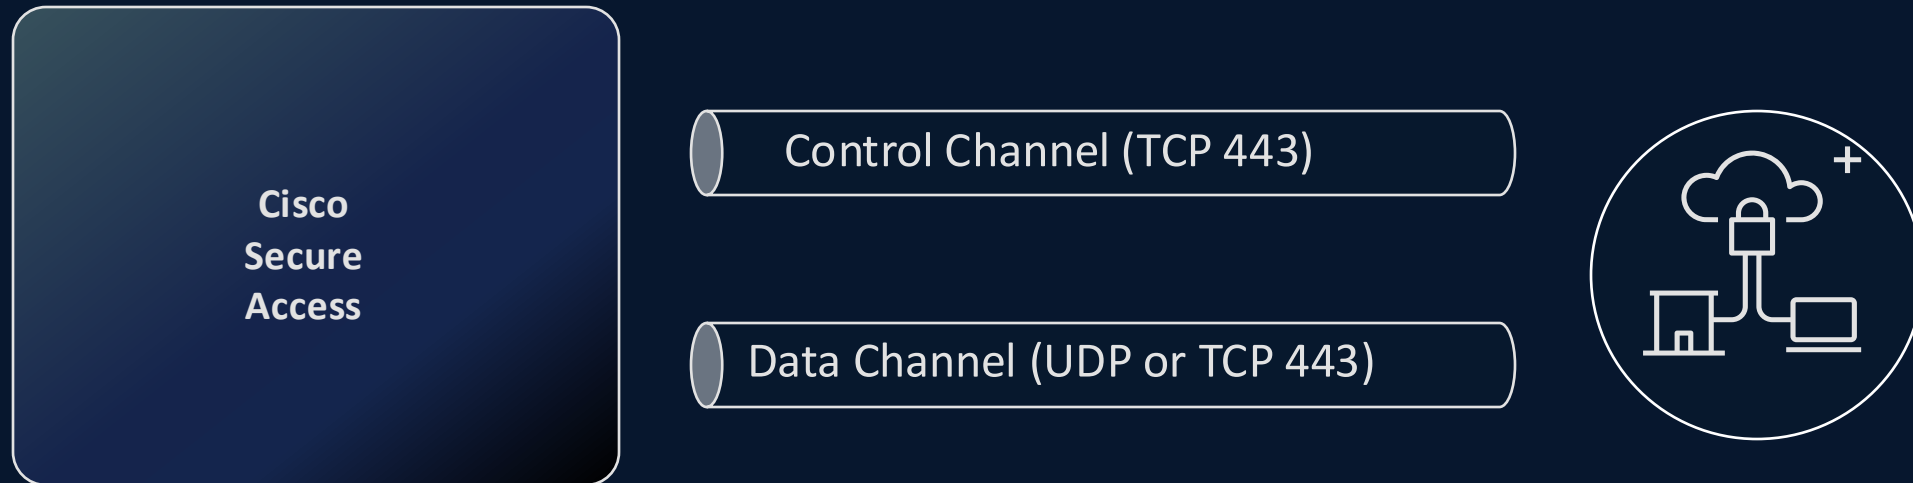 Cisco
Secure
Access
Control Channel (TCP 443)
Data Channel (UDP or TCP 443)